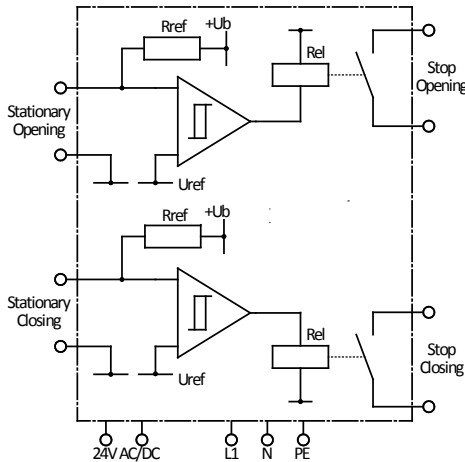 Rref
+Ub
Rel
Stationary
Opening
Stop
Opening
Uref
Rref
+Ub
Stationary
Closing
Rel
Stop
Closing
Uref
24V AC/DC
L1
N
PE